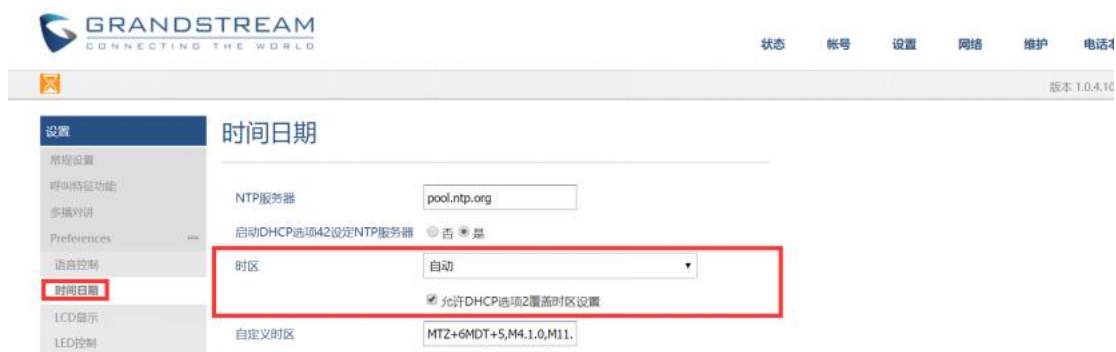 GRANDSTREAM
CONNECTING THE WORLD
状态 帐号 设置 网络 维护 电话本
版本 1.0.4.10
设置
时间日期
常规设置
呼叫特征功能
多播对讲
Preferences
语音控制
时间日期
LCD显示
LED控制
NTP服务器 pool.ntp.org
启动DHCP选项42设定NTP服务器 否 是
时区 自动
允许DHCP选项2覆盖时区设置
自定义时区 MTZ+6MDT+5,M4.1.0,M11.